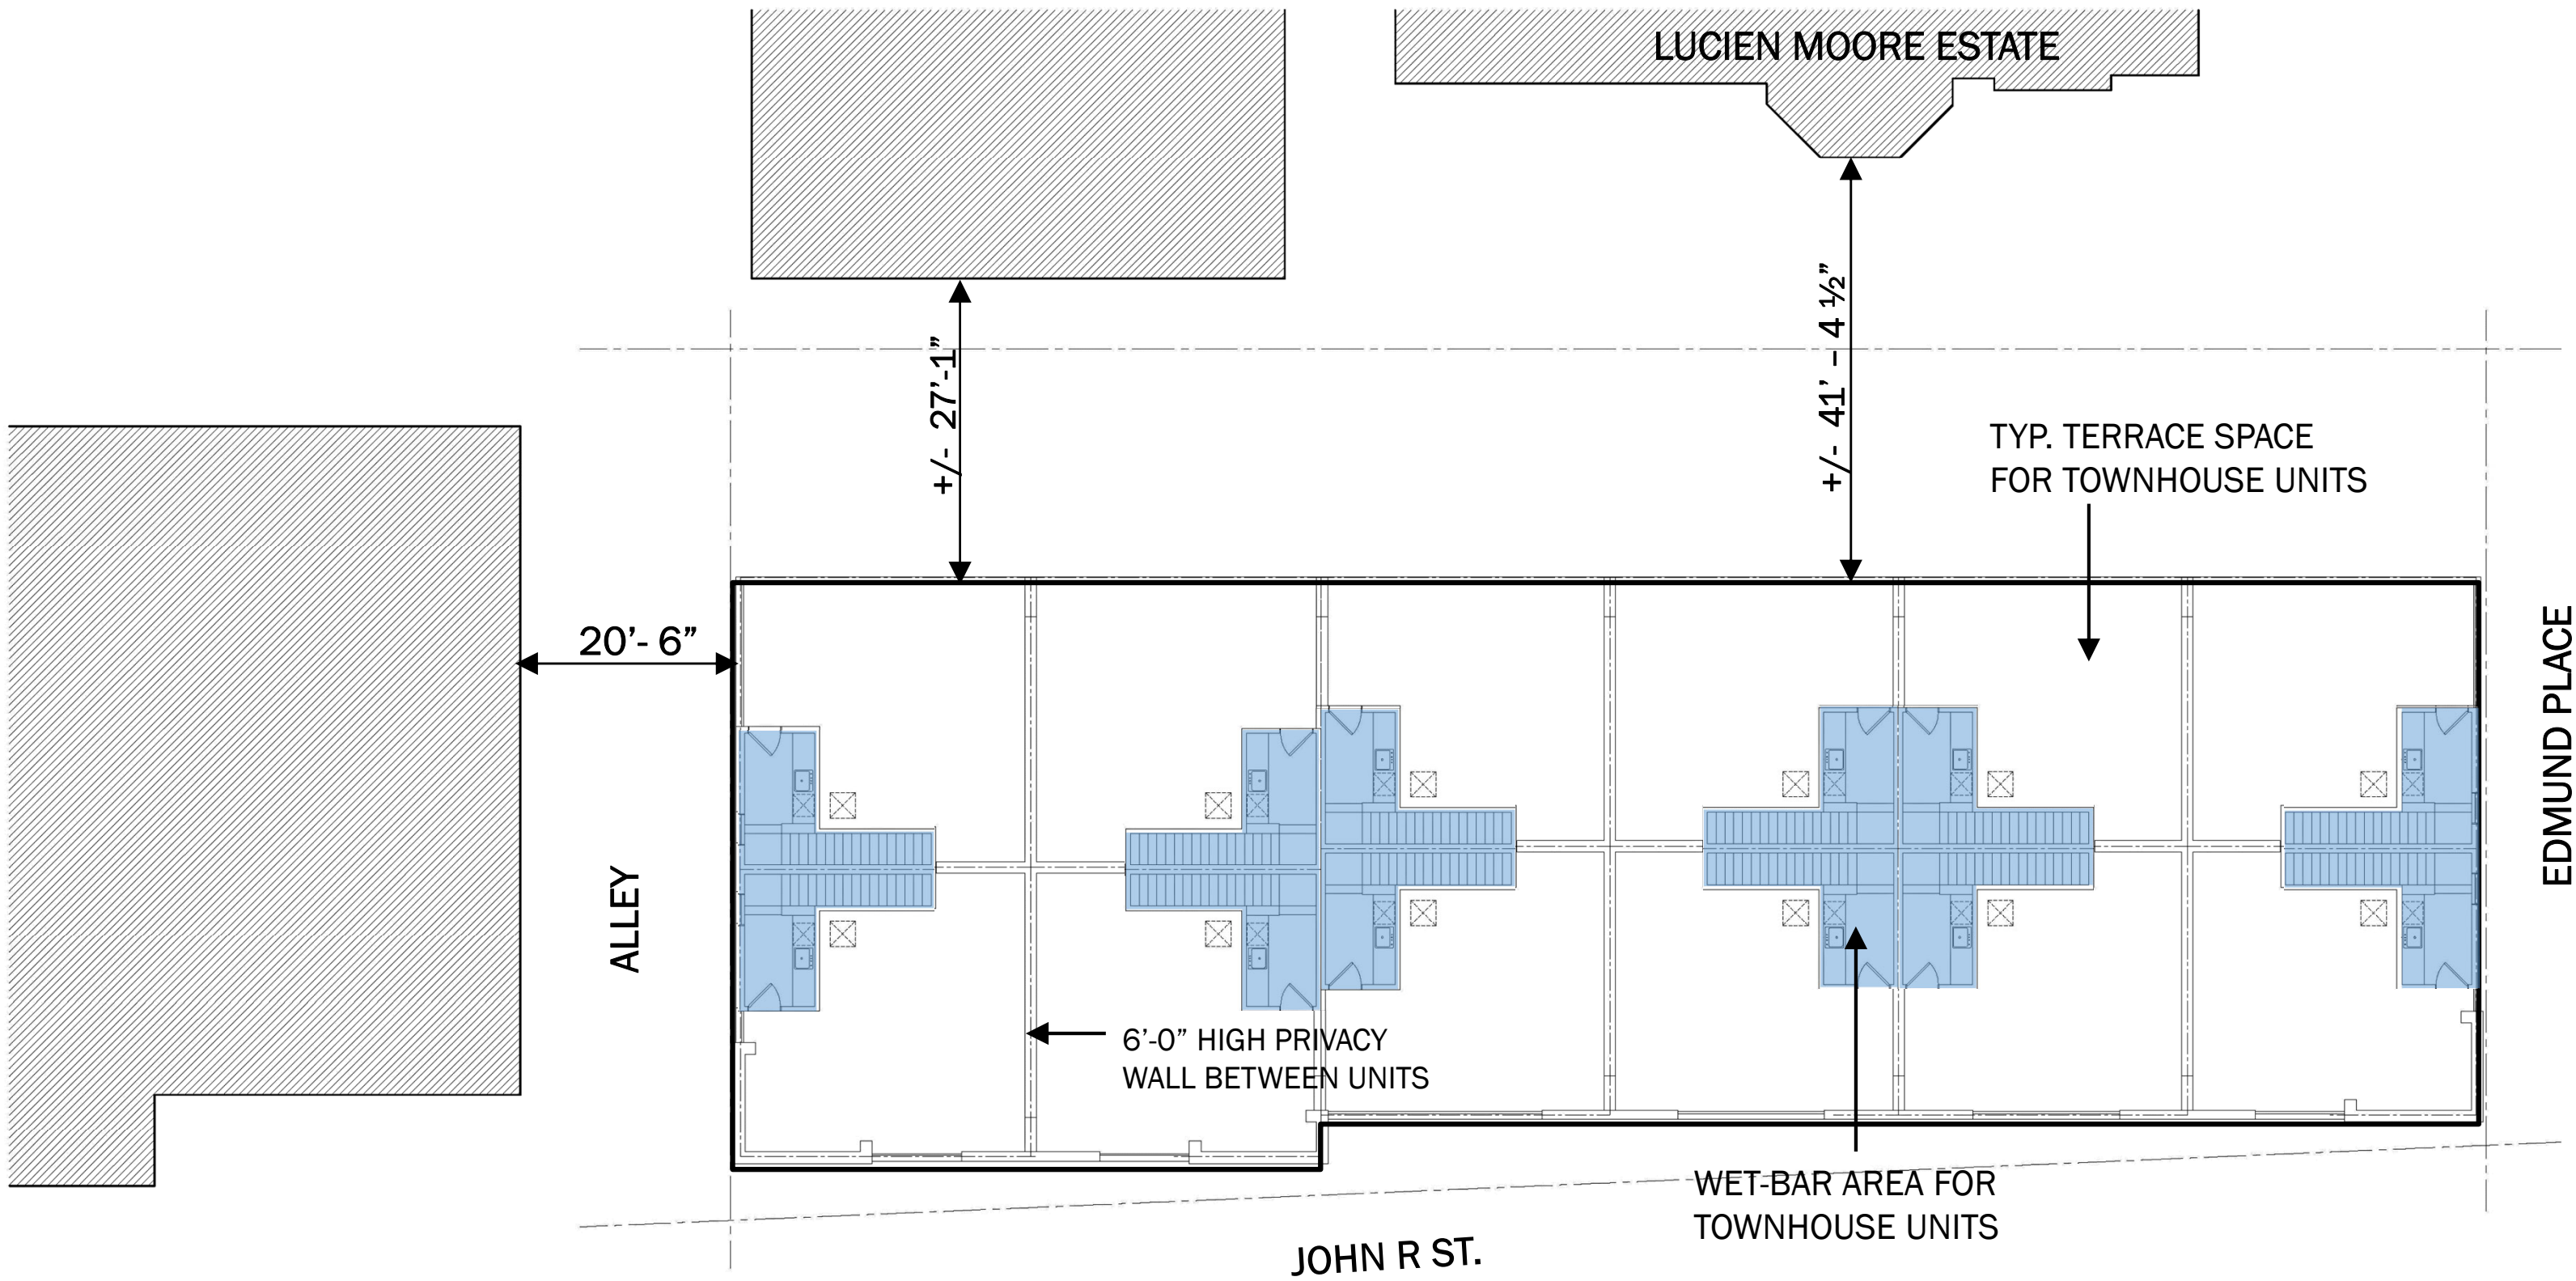 LUCIEN MOORE ESTATE
+/- 27’-1”
+/- 41’ – 4 ½”
TYP. TERRACE SPACE
FOR TOWNHOUSE UNITS
20’- 6”
EDMUND PLACE
ALLEY
6’-0” HIGH PRIVACY
WALL BETWEEN UNITS
WET-BAR AREA FOR
TOWNHOUSE UNITS
JOHN R ST.